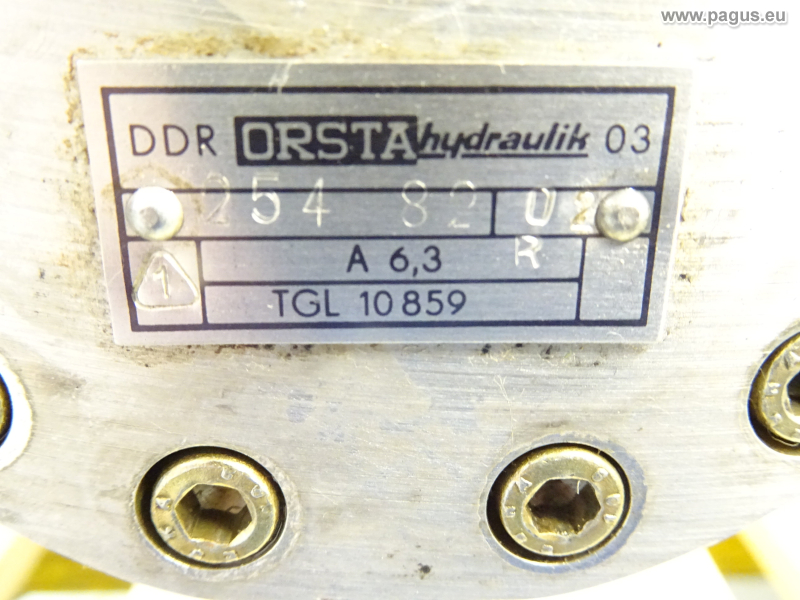 www.pagus.eu
DDR ORSTA hydraulik 03
254 82 02
1 A 6,3 R
TGL 10859